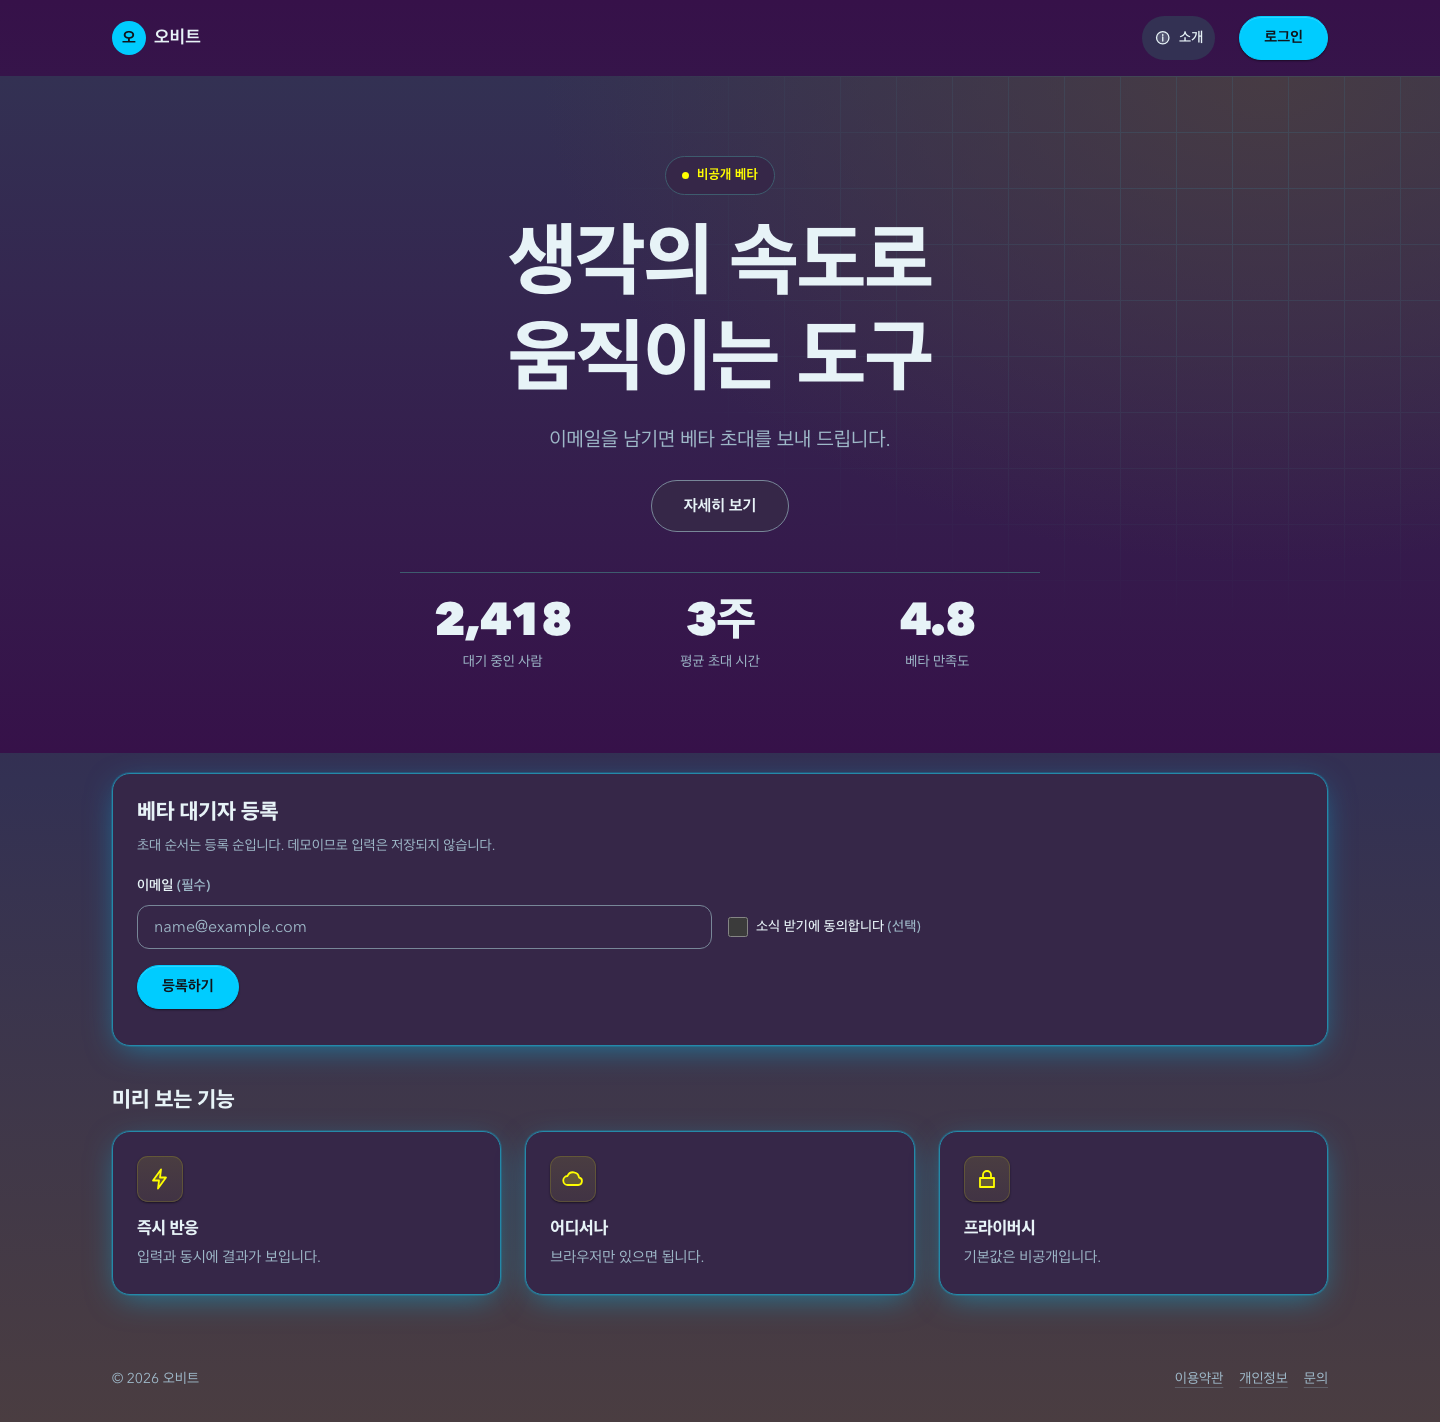 오 오비트
소개
로그인
비공개 베타
생각의 속도로
움직이는 도구
이메일을 남기면 베타 초대를 보내 드립니다.
자세히 보기
2,418
대기 중인 사람
3주
평균 초대 시간
4.8
베타 만족도
베타 대기자 등록
초대 순서는 등록 순입니다. 데모이므로 입력은 저장되지 않습니다.
이메일 (필수)
name@example.com
소식 받기에 동의합니다 (선택)
등록하기
미리 보는 기능
즉시 반응
입력과 동시에 결과가 보입니다.
어디서나
브라우저만 있으면 됩니다.
프라이버시
기본값은 비공개입니다.
© 2026 오비트
이용약관 개인정보 문의